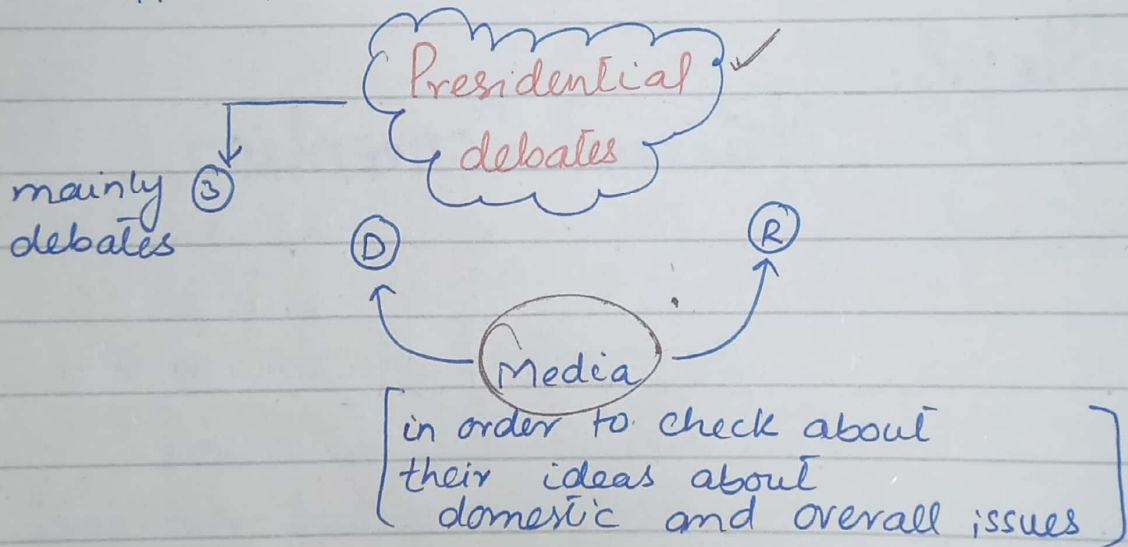 Presidential
debates
mainly 3
debates
D
R
Media
in order to check about
their ideas about
domestic and overall issues